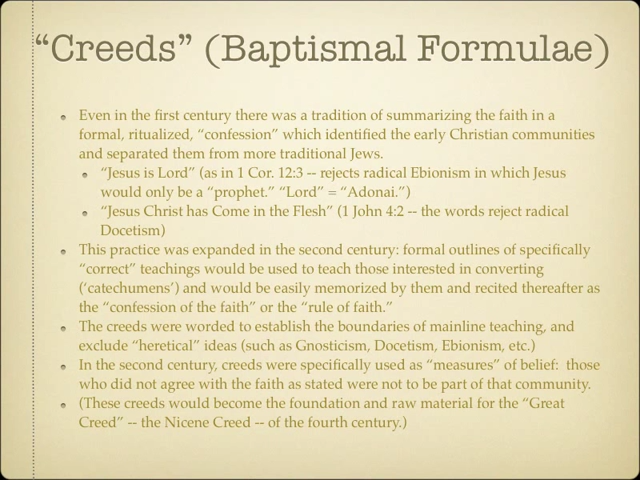 “Creeds” (Baptismal Formulae)
Even in the first century there was a tradition of summarizing the faith in a
formal, ritualized, “confession” which identified the early Christian communities
and separated them from more traditional Jews.
“Jesus is Lord” (as in 1 Cor. 12:3 -- rejects radical Ebionism in which Jesus
would only be a “prophet.” “Lord” = “Adonai.”)
“Jesus Christ has Come in the Flesh” (1 John 4:2 -- the words reject radical
Docetism)
This practice was expanded in the second century: formal outlines of specifically
“correct” teachings would be used to teach those interested in converting
(‘catechumens’) and would be easily memorized by them and recited thereafter as
the “confession of the faith” or the “rule of faith.”
The creeds were worded to establish the boundaries of mainline teaching, and
exclude “heretical” ideas (such as Gnosticism, Docetism, Ebionism, etc.)
In the second century, creeds were specifically used as “measures” of belief:  those
who did not agree with the faith as stated were not to be part of that community.
(These creeds would become the foundation and raw material for the “Great
Creed” -- the Nicene Creed -- of the fourth century.)